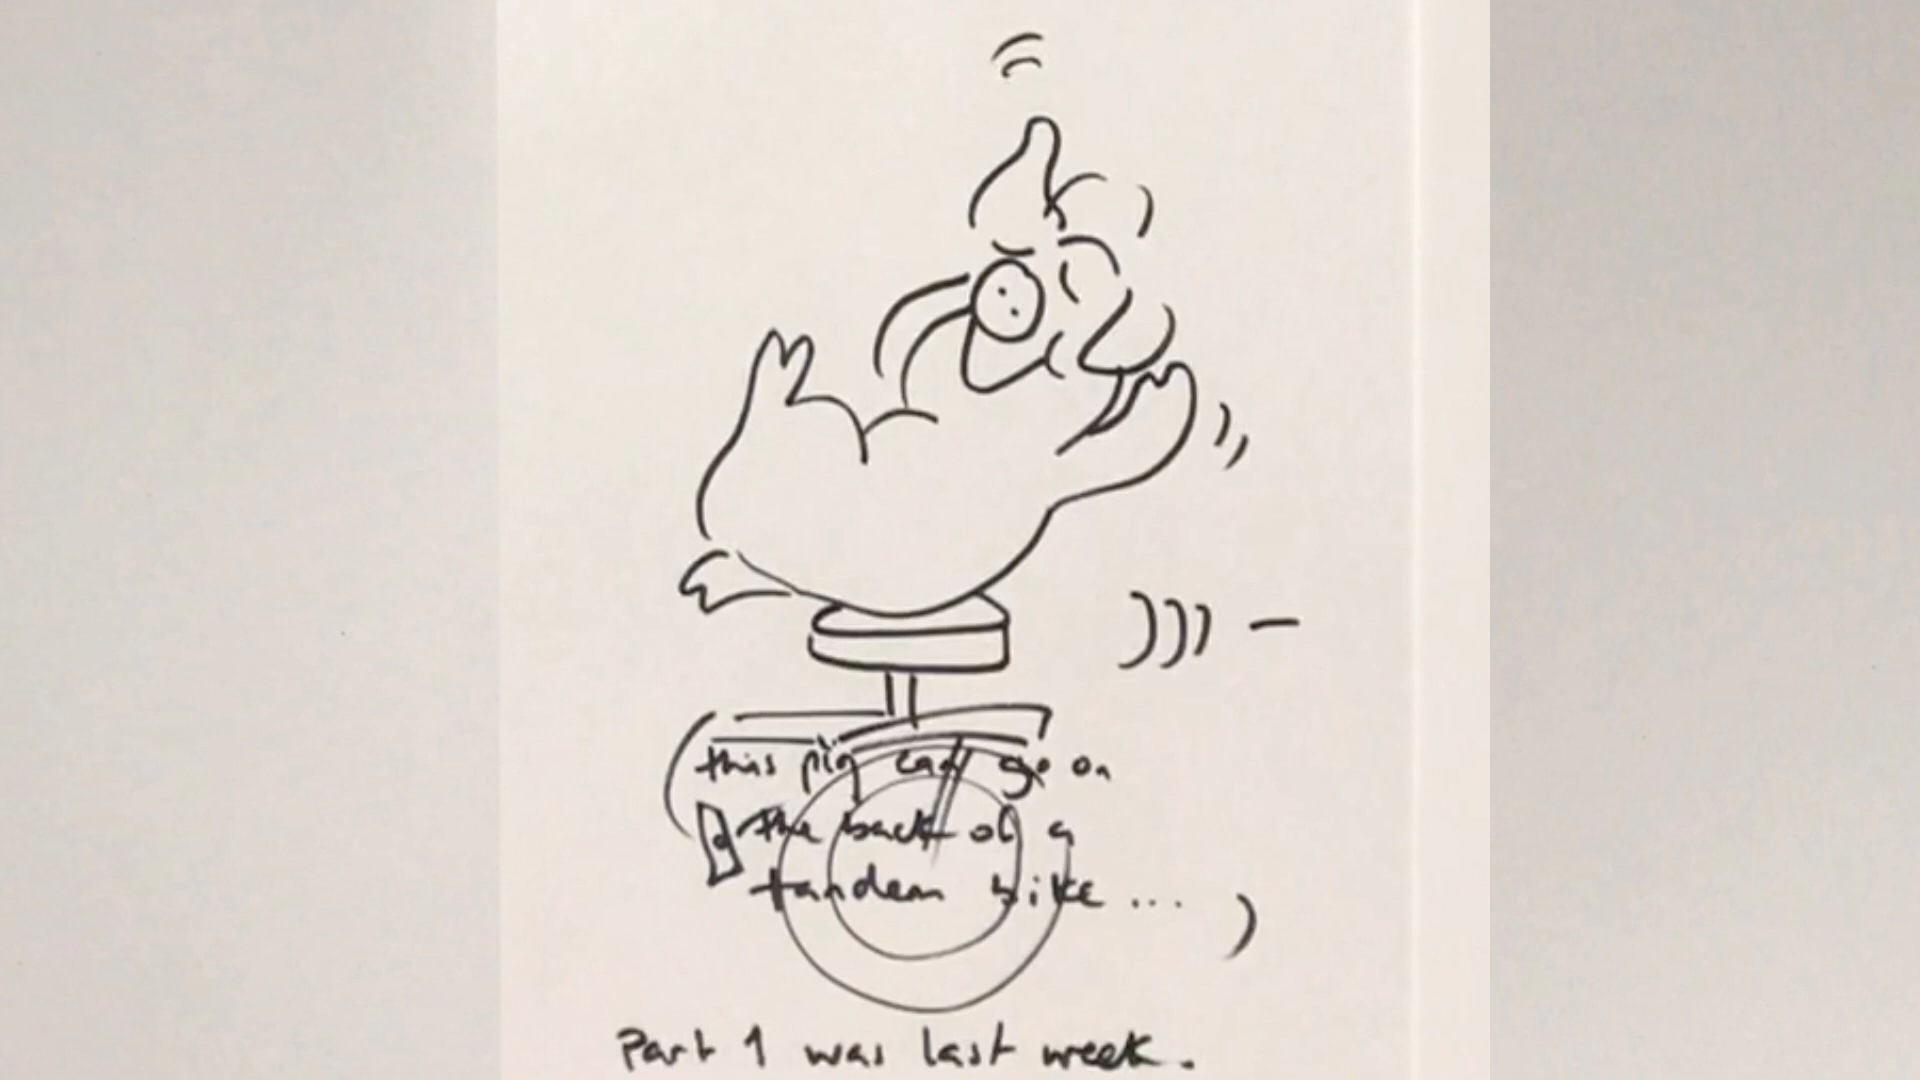 this pig can go on
the back of a
tandem bike ...
Part 1 was last week.